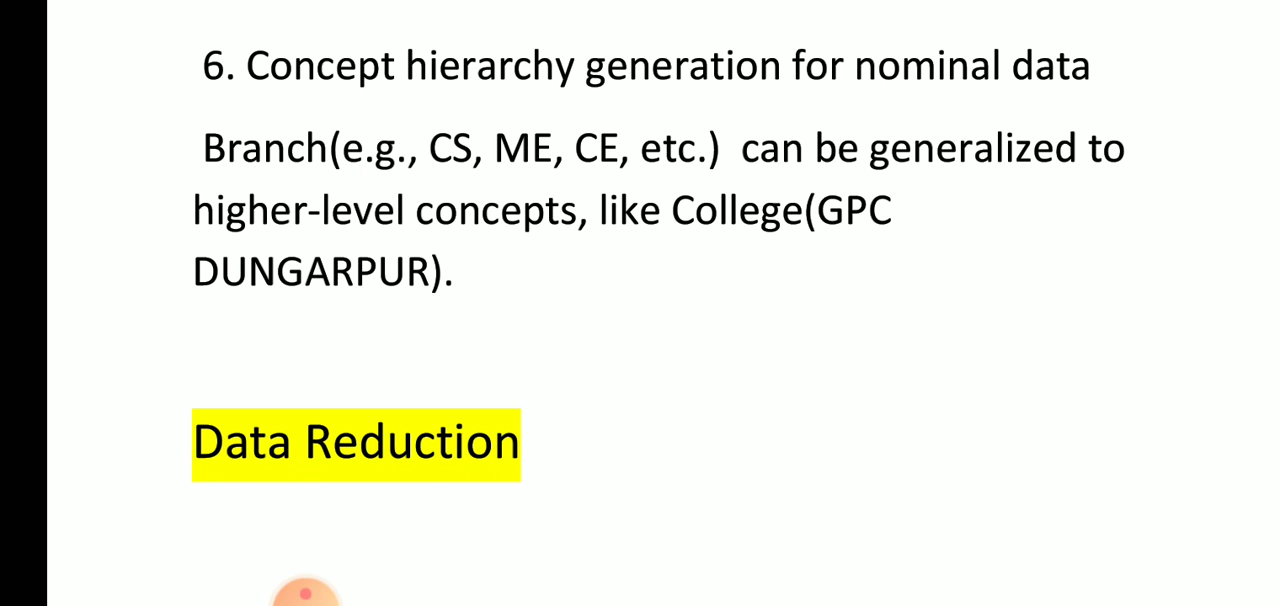 6. Concept hierarchy generation for nominal data
Branch(e.g., CS, ME, CE, etc.) can be generalized to
higher-level concepts, like College(GPC
DUNGARPUR).
Data Reduction